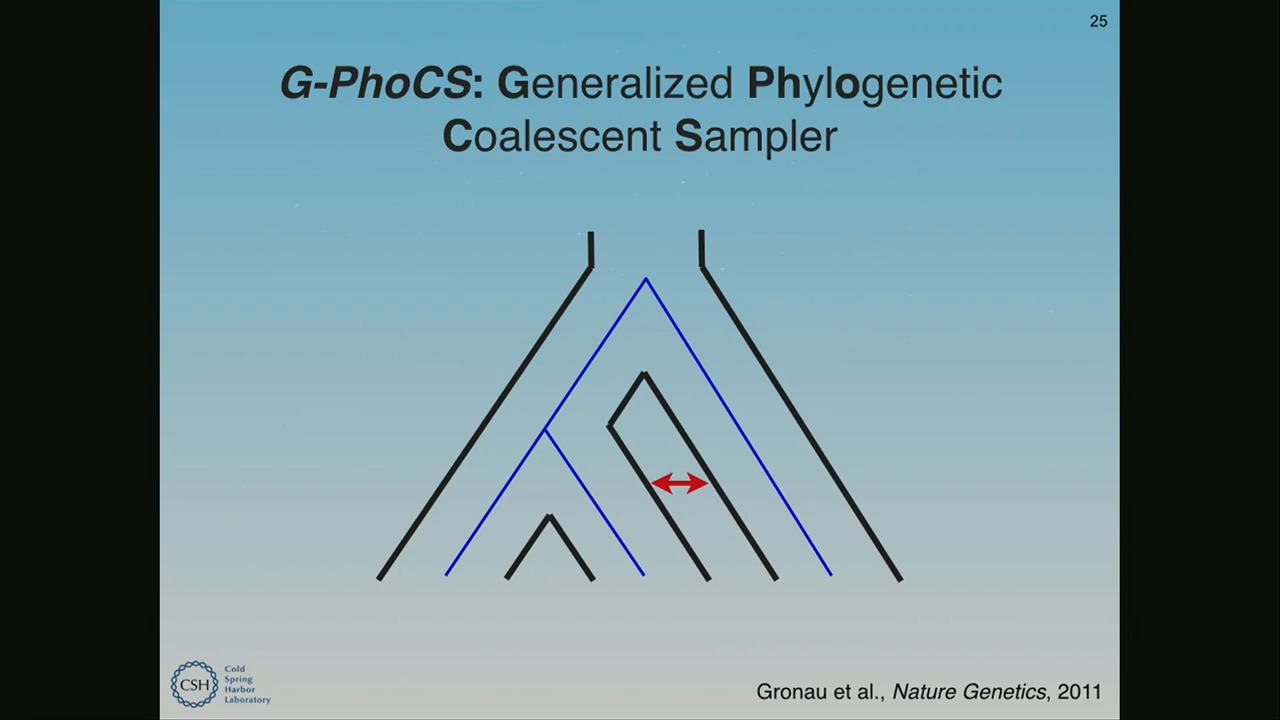 25
G-PhoCS: Generalized Phylogenetic
Coalescent Sampler
CSH
Cold
Spring
Harbor
Laboratory
Gronau et al., Nature Genetics, 2011